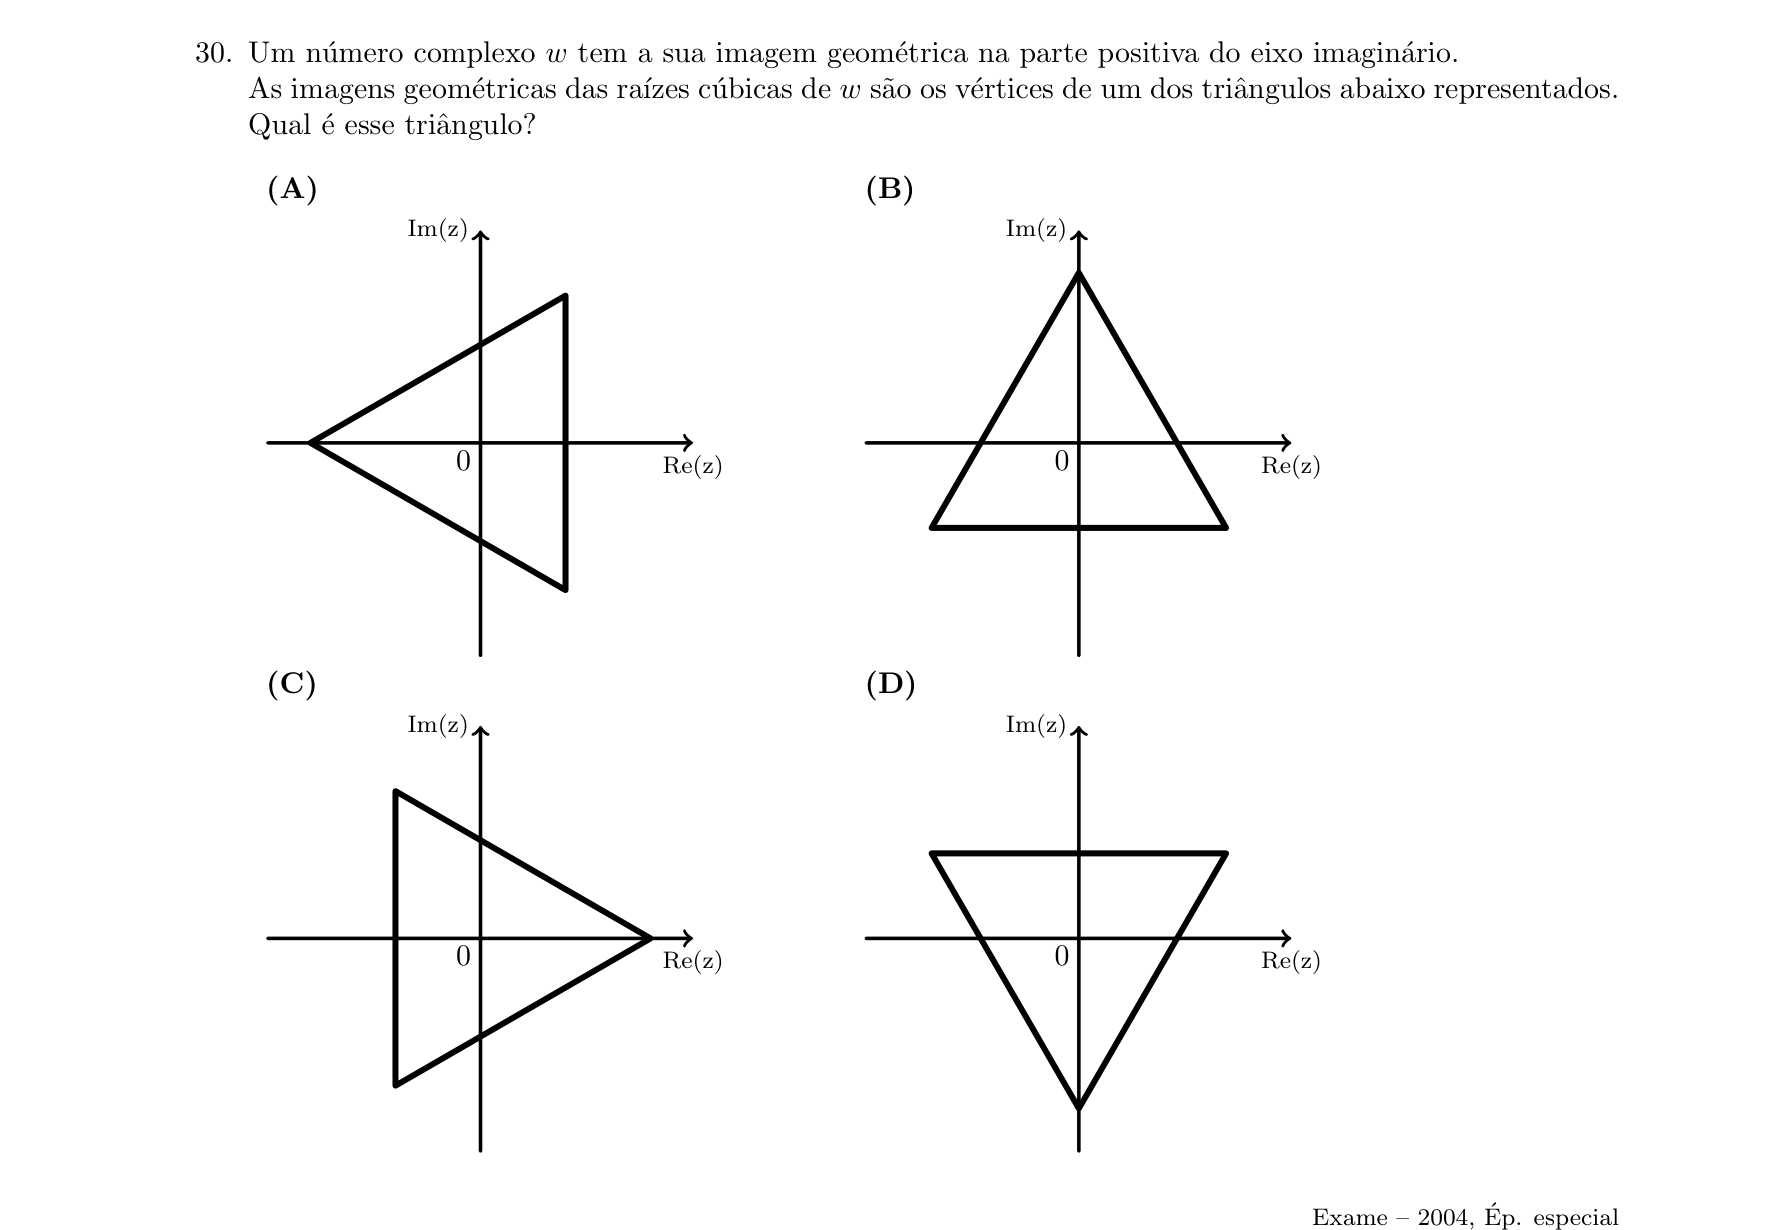 30. Um número complexo w tem a sua imagem geométrica na parte positiva do eixo imaginário.
As imagens geométricas das raízes cúbicas de w são os vértices de um dos triângulos abaixo representados.
Qual é esse triângulo?
(A)
(B)
Im(z)
Im(z)
0
Re(z)
0
Re(z)
(C)
(D)
Im(z)
Im(z)
0
Re(z)
0
Re(z)
Exame – 2004, Ép. especial